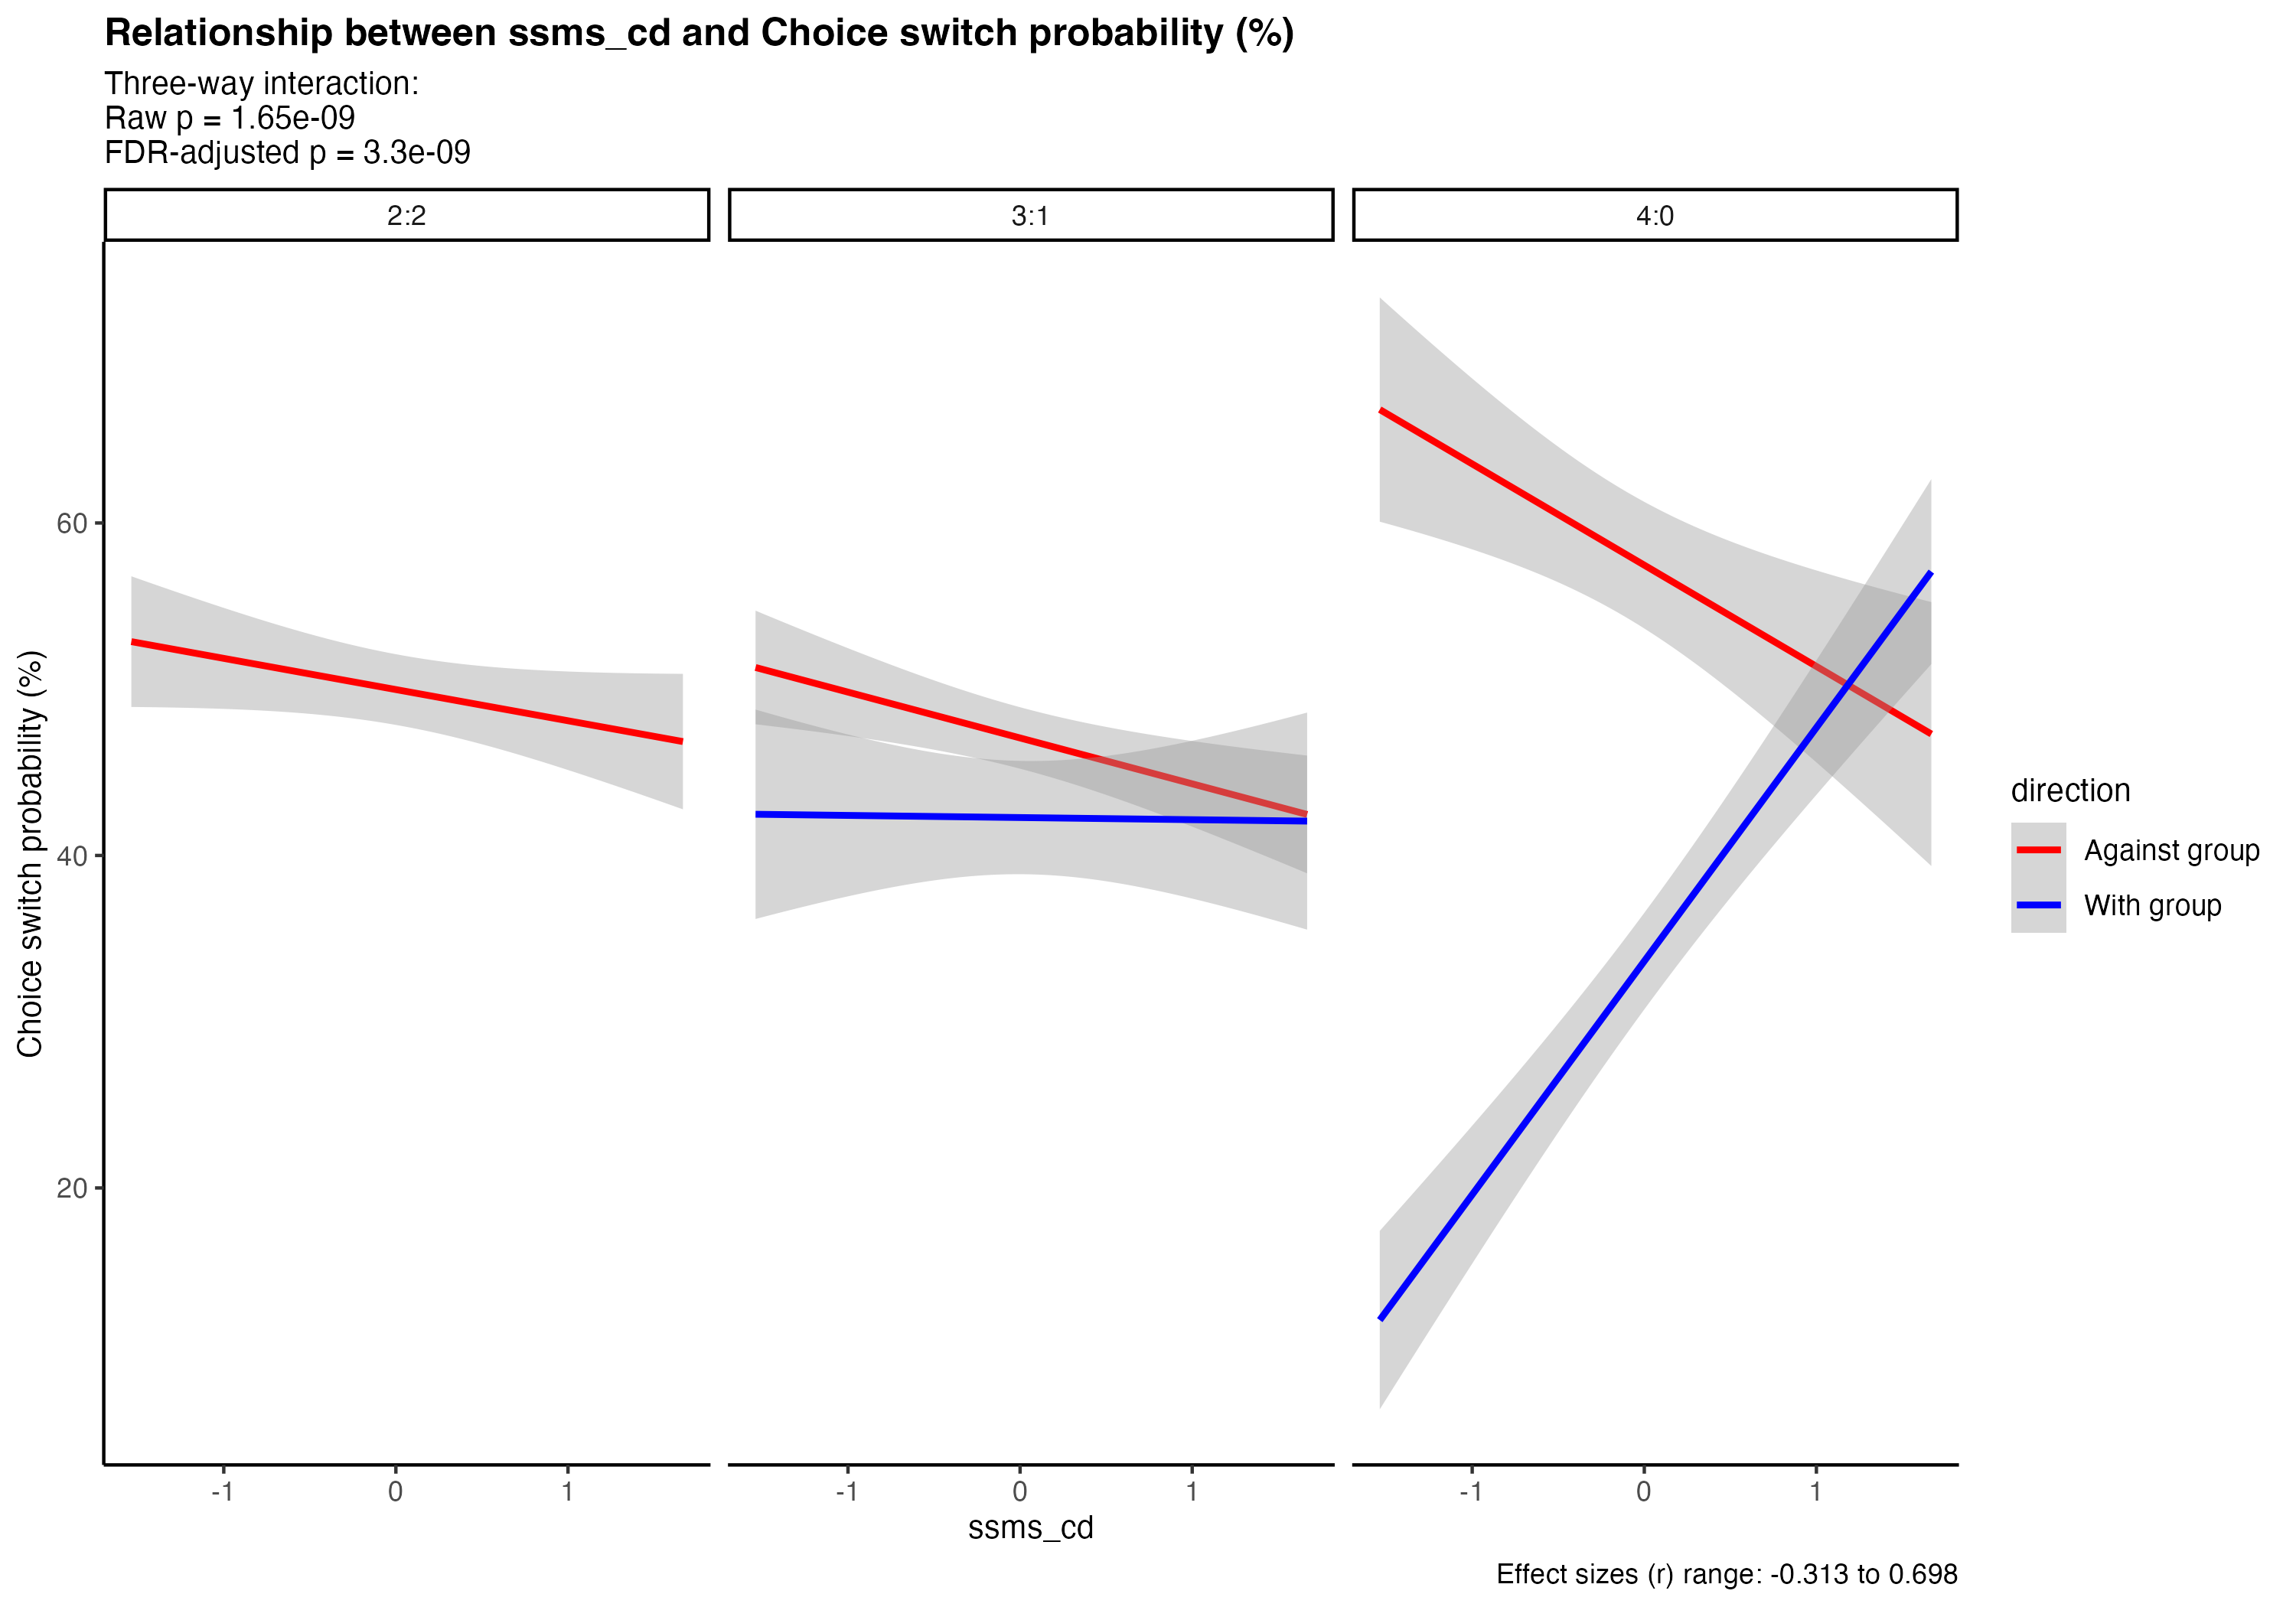 Relationship between ssms_cd and Choice switch probability (%)
Three-way interaction:
Raw p = 1.65e-09
FDR-adjusted p = 3.3e-09
2:2
3:1
4:0
Choice switch probability (%)
60
40
20
-1
0
1
-1
0
1
-1
0
1
ssms_cd
direction
Against group
With group
Effect sizes (r) range: -0.313 to 0.698